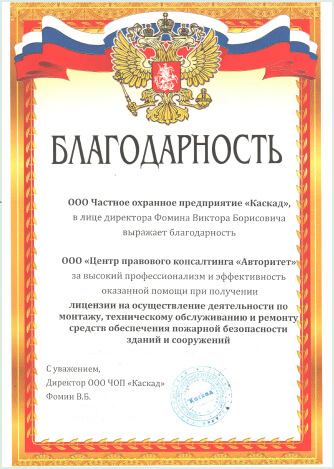 БЛАГОДАРНОСТЬ
ООО Частное охранное предприятие «Каскад»,
в лице директора Фомина Виктора Борисовича
выражает благодарность
ООО «Центр правового консалтинга «Авторитет»
за высокий профессионализм и эффективность
оказанной помощи при получении
лицензии на осуществление деятельности по
монтажу, техническому обслуживанию и ремонту
средств обеспечения пожарной безопасности
зданий и сооружений
С уважением,
Директор ООО ЧОП «Каскад»
Фомин В.Б.
Каскад